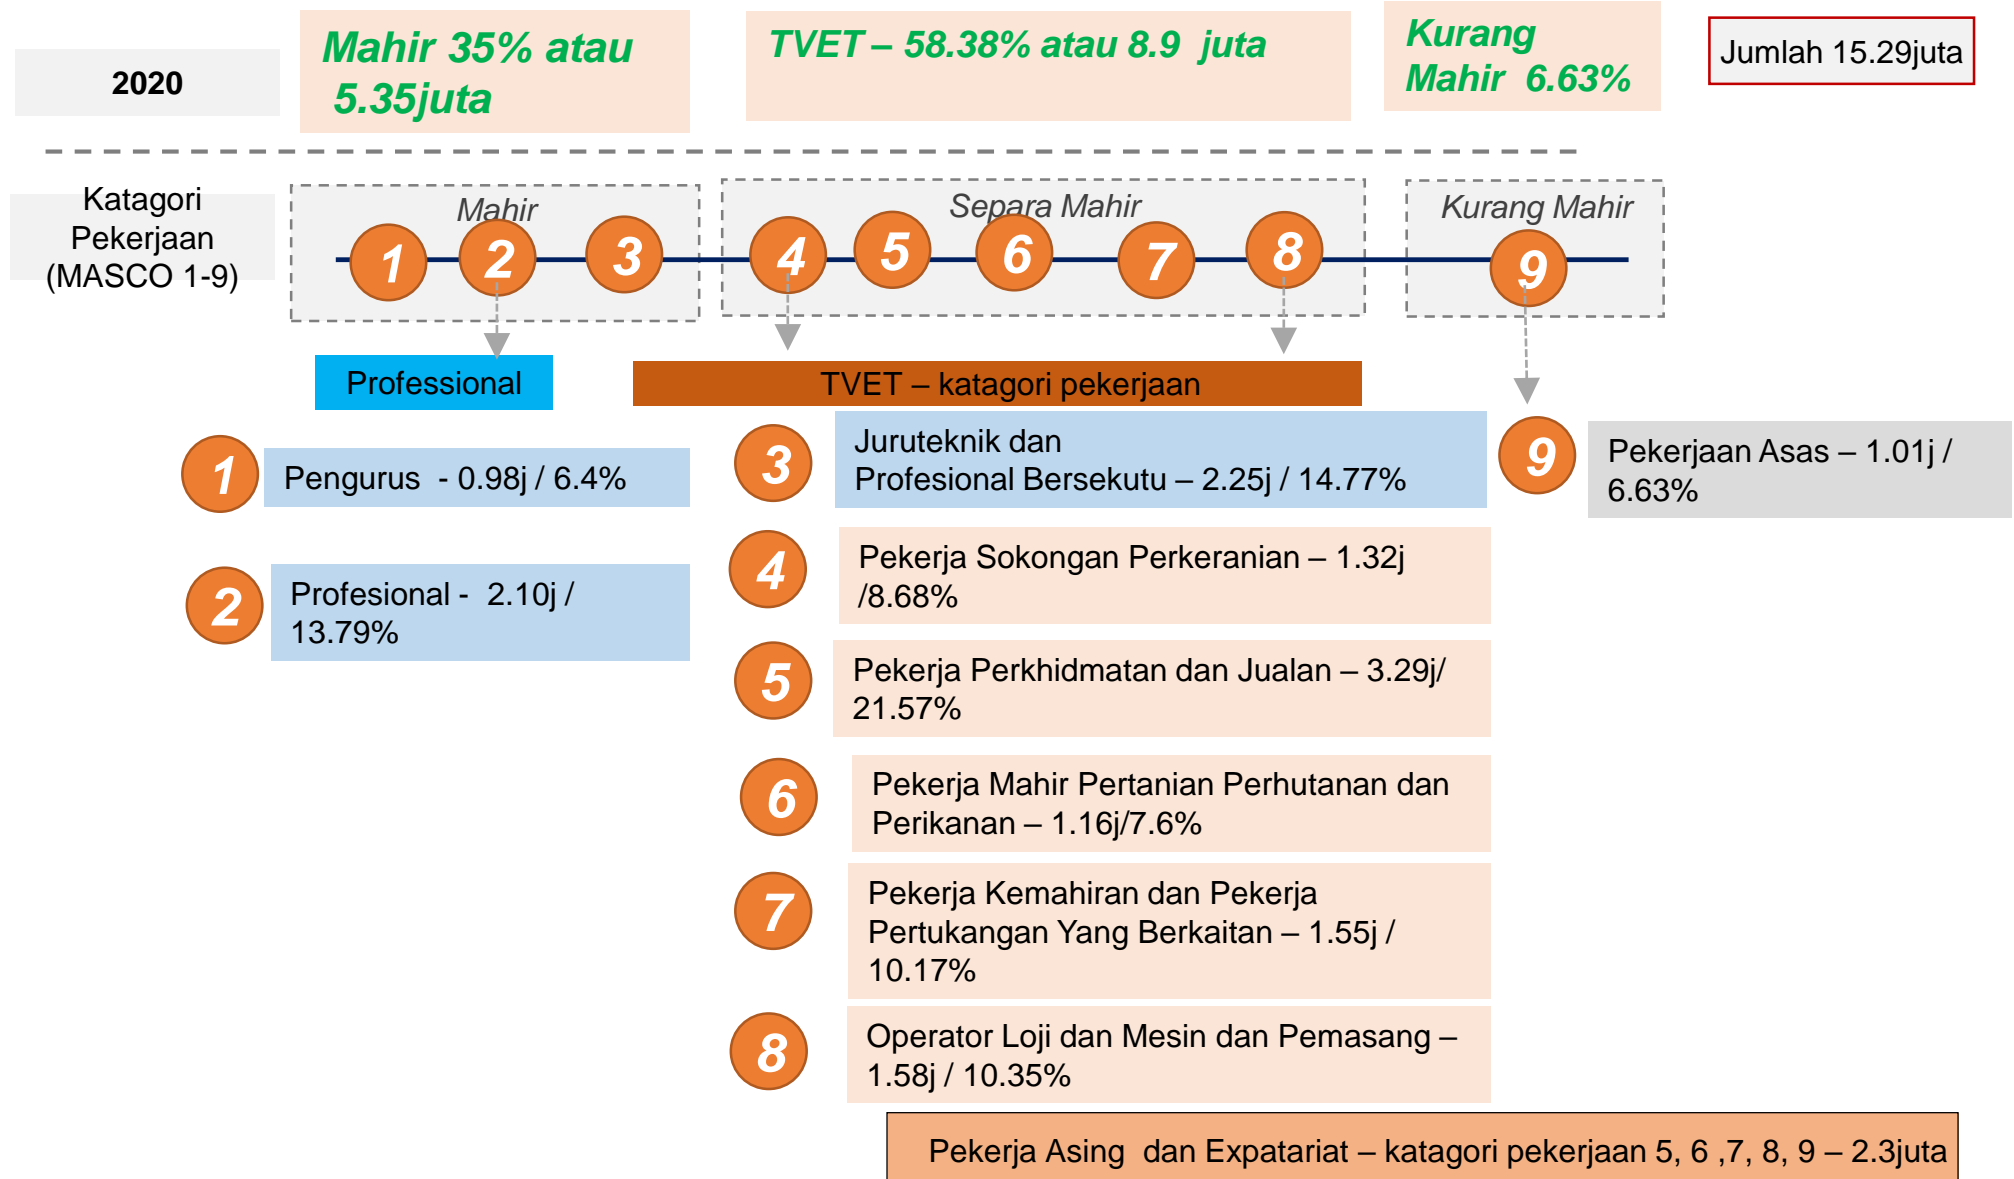 2020
Mahir 35% atau
5.35juta
TVET – 58.38% atau 8.9 juta
Kurang
Mahir 6.63%
Jumlah 15.29juta
Katagori
Pekerjaan
(MASCO 1-9)
Mahir
Separa Mahir
Kurang Mahir
1
2
3
4
5
6
7
8
9
Professional
TVET – katagori pekerjaan
1
Pengurus - 0.98j / 6.4%
2
Profesional - 2.10j /
13.79%
3
Juruteknik dan
Profesional Bersekutu – 2.25j / 14.77%
4
Pekerja Sokongan Perkeranian – 1.32j
/8.68%
5
Pekerja Perkhidmatan dan Jualan – 3.29j/
21.57%
6
Pekerja Mahir Pertanian Perhutanan dan
Perikanan – 1.16j/7.6%
7
Pekerja Kemahiran dan Pekerja
Pertukangan Yang Berkaitan – 1.55j /
10.17%
8
Operator Loji dan Mesin dan Pemasang –
1.58j / 10.35%
9
Pekerjaan Asas – 1.01j /
6.63%
Pekerja Asing dan Expatariat – katagori pekerjaan 5, 6 ,7, 8, 9 – 2.3juta